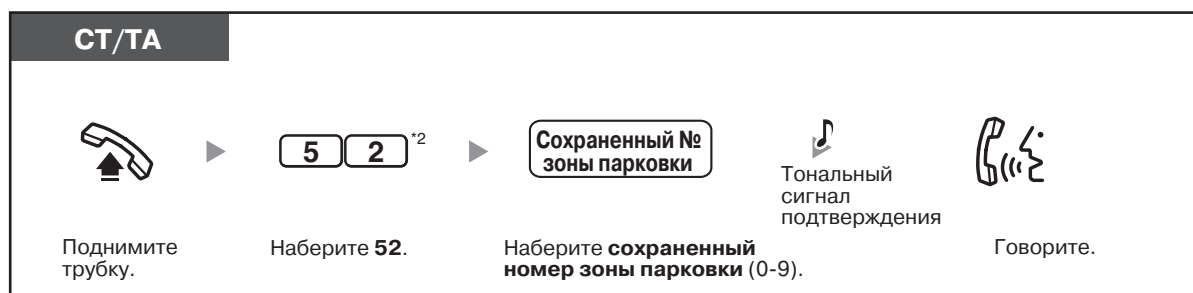 СТ/ТА
5 2 *2
Сохраненный №
зоны парковки
Тональный
сигнал
подтверждения
Поднимите
трубку.
Наберите 52.
Наберите сохраненный
номер зоны парковки (0-9).
Говорите.